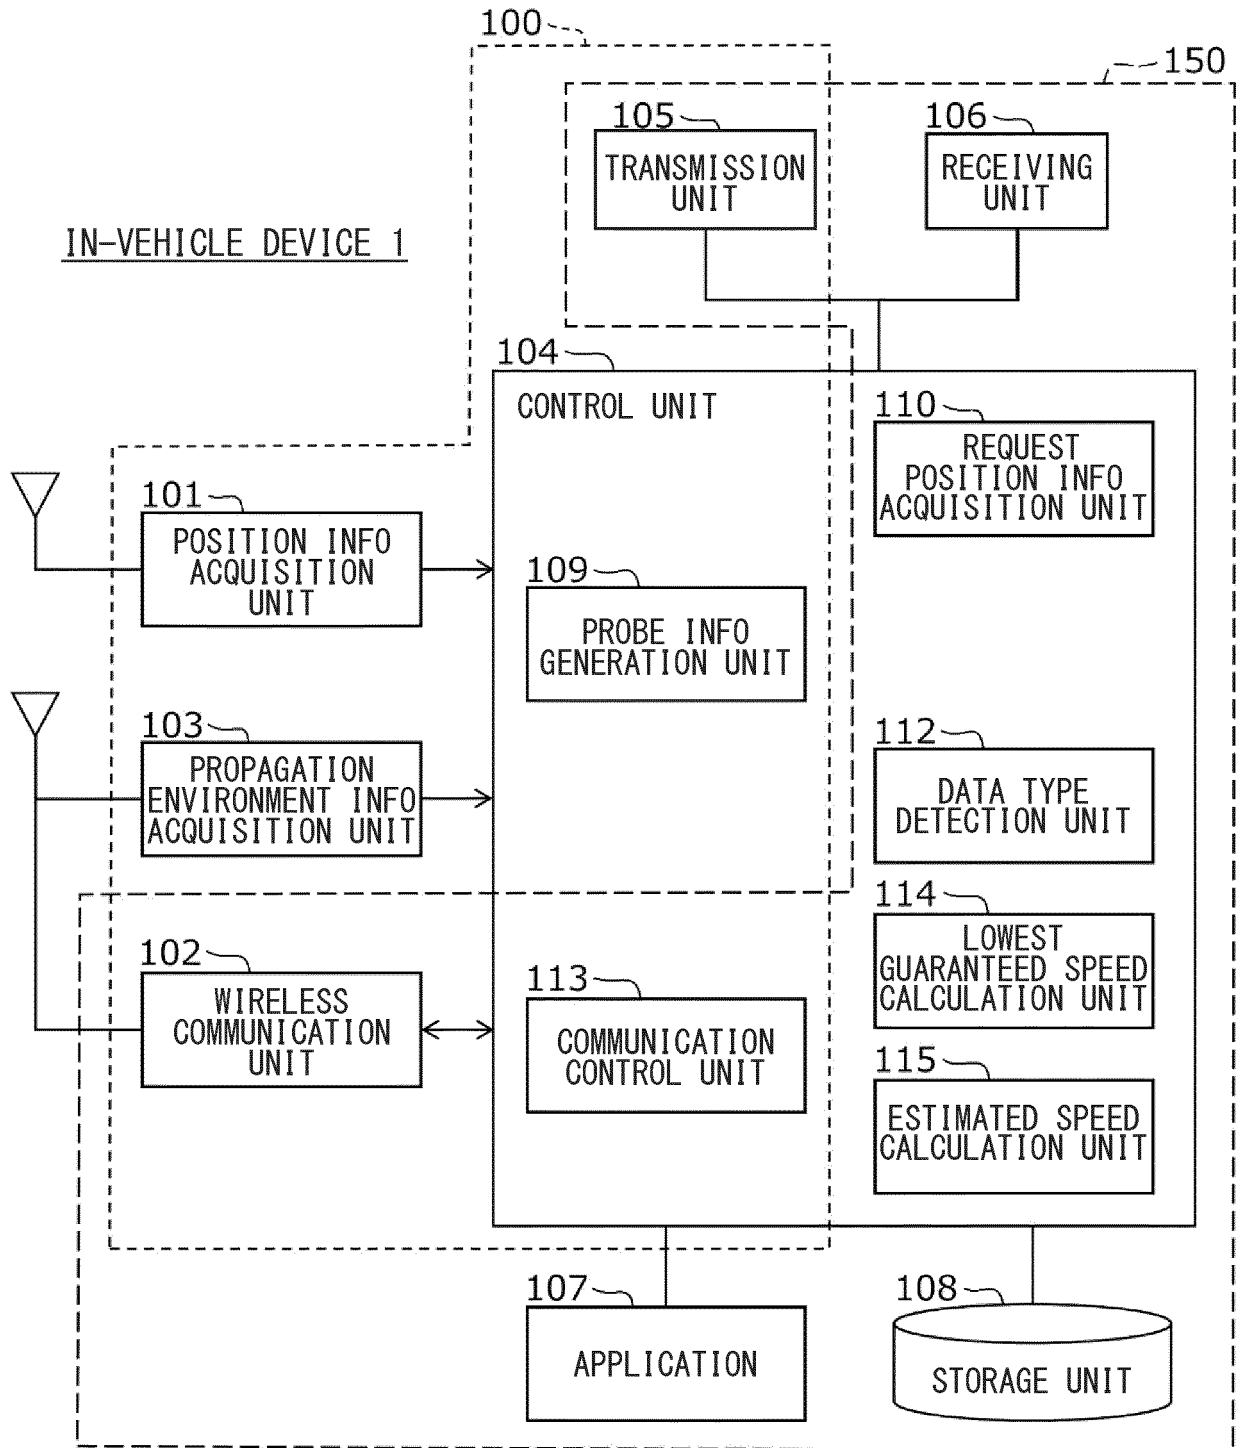 100
150
105
TRANSMISSION
UNIT
106
RECEIVING
UNIT
IN-VEHICLE DEVICE 1
104
CONTROL UNIT
110
REQUEST
POSITION INFO
ACQUISITION UNIT
101
POSITION INFO
ACQUISITION
UNIT
109
PROBE INFO
GENERATION UNIT
103
PROPAGATION
ENVIRONMENT INFO
ACQUISITION UNIT
112
DATA TYPE
DETECTION UNIT
114
LOWEST
GUARANTEED SPEED
CALCULATION UNIT
102
WIRELESS
COMMUNICATION
UNIT
113
COMMUNICATION
CONTROL UNIT
115
ESTIMATED SPEED
CALCULATION UNIT
107
APPLICATION
108
STORAGE UNIT